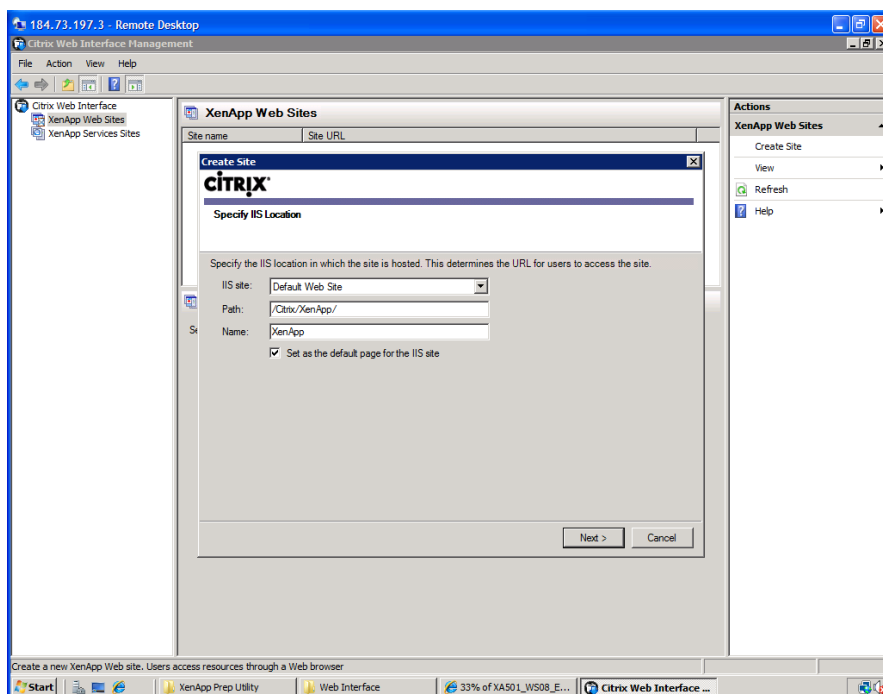 184.73.197.3 - Remote Desktop
Citrix Web Interface Management
File Action View Help
Citrix Web Interface
XenApp Web Sites
XenApp Services Sites
XenApp Web Sites
Site name Site URL
Create Site
CITRIX
Specify IIS Location
Specify the IIS location in which the site is hosted. This determines the URL for users to access the site.
IIS site: Default Web Site
Path: /Citrix/XenApp/
Name: XenApp
Set as the default page for the IIS site
Next > Cancel
Se
Actions
XenApp Web Sites
Create Site
View
Refresh
Help
Create a new XenApp Web site. Users access resources through a Web browser
Start XenApp Prep Utility Web Interface 33% of XA501_WS08_E... Citrix Web Interface ...